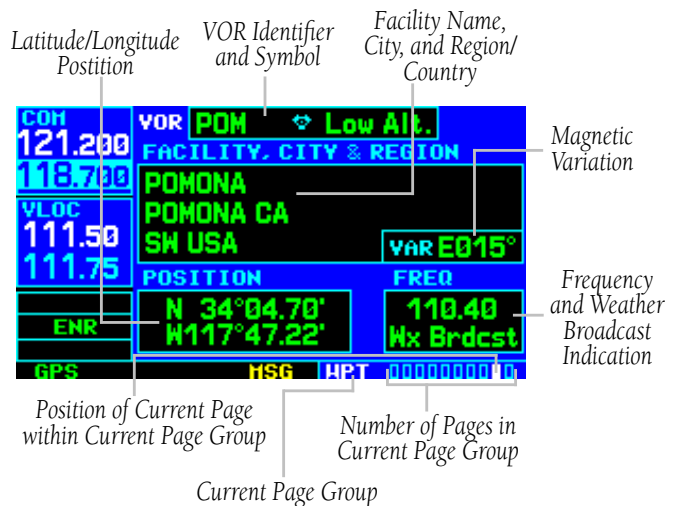 Latitude/Longitude
Postition
VOR Identifier
and Symbol
Facility Name,
City, and Region/
Country
COM
121.200
118.700
VLOC
111.50
111.75
ENR
GPS
VOR POM Low Alt.
FACILITY, CITY & REGION
POMONA
POMONA CA
SW USA
VAR E015°
POSITION
N 34°04.70'
W117°47.22'
FREQ
110.40
Wx Brdcst
MSG
WPT
Magnetic
Variation
Frequency
and Weather
Broadcast
Indication
Position of Current Page
within Current Page Group
Number of Pages in
Current Page Group
Current Page Group